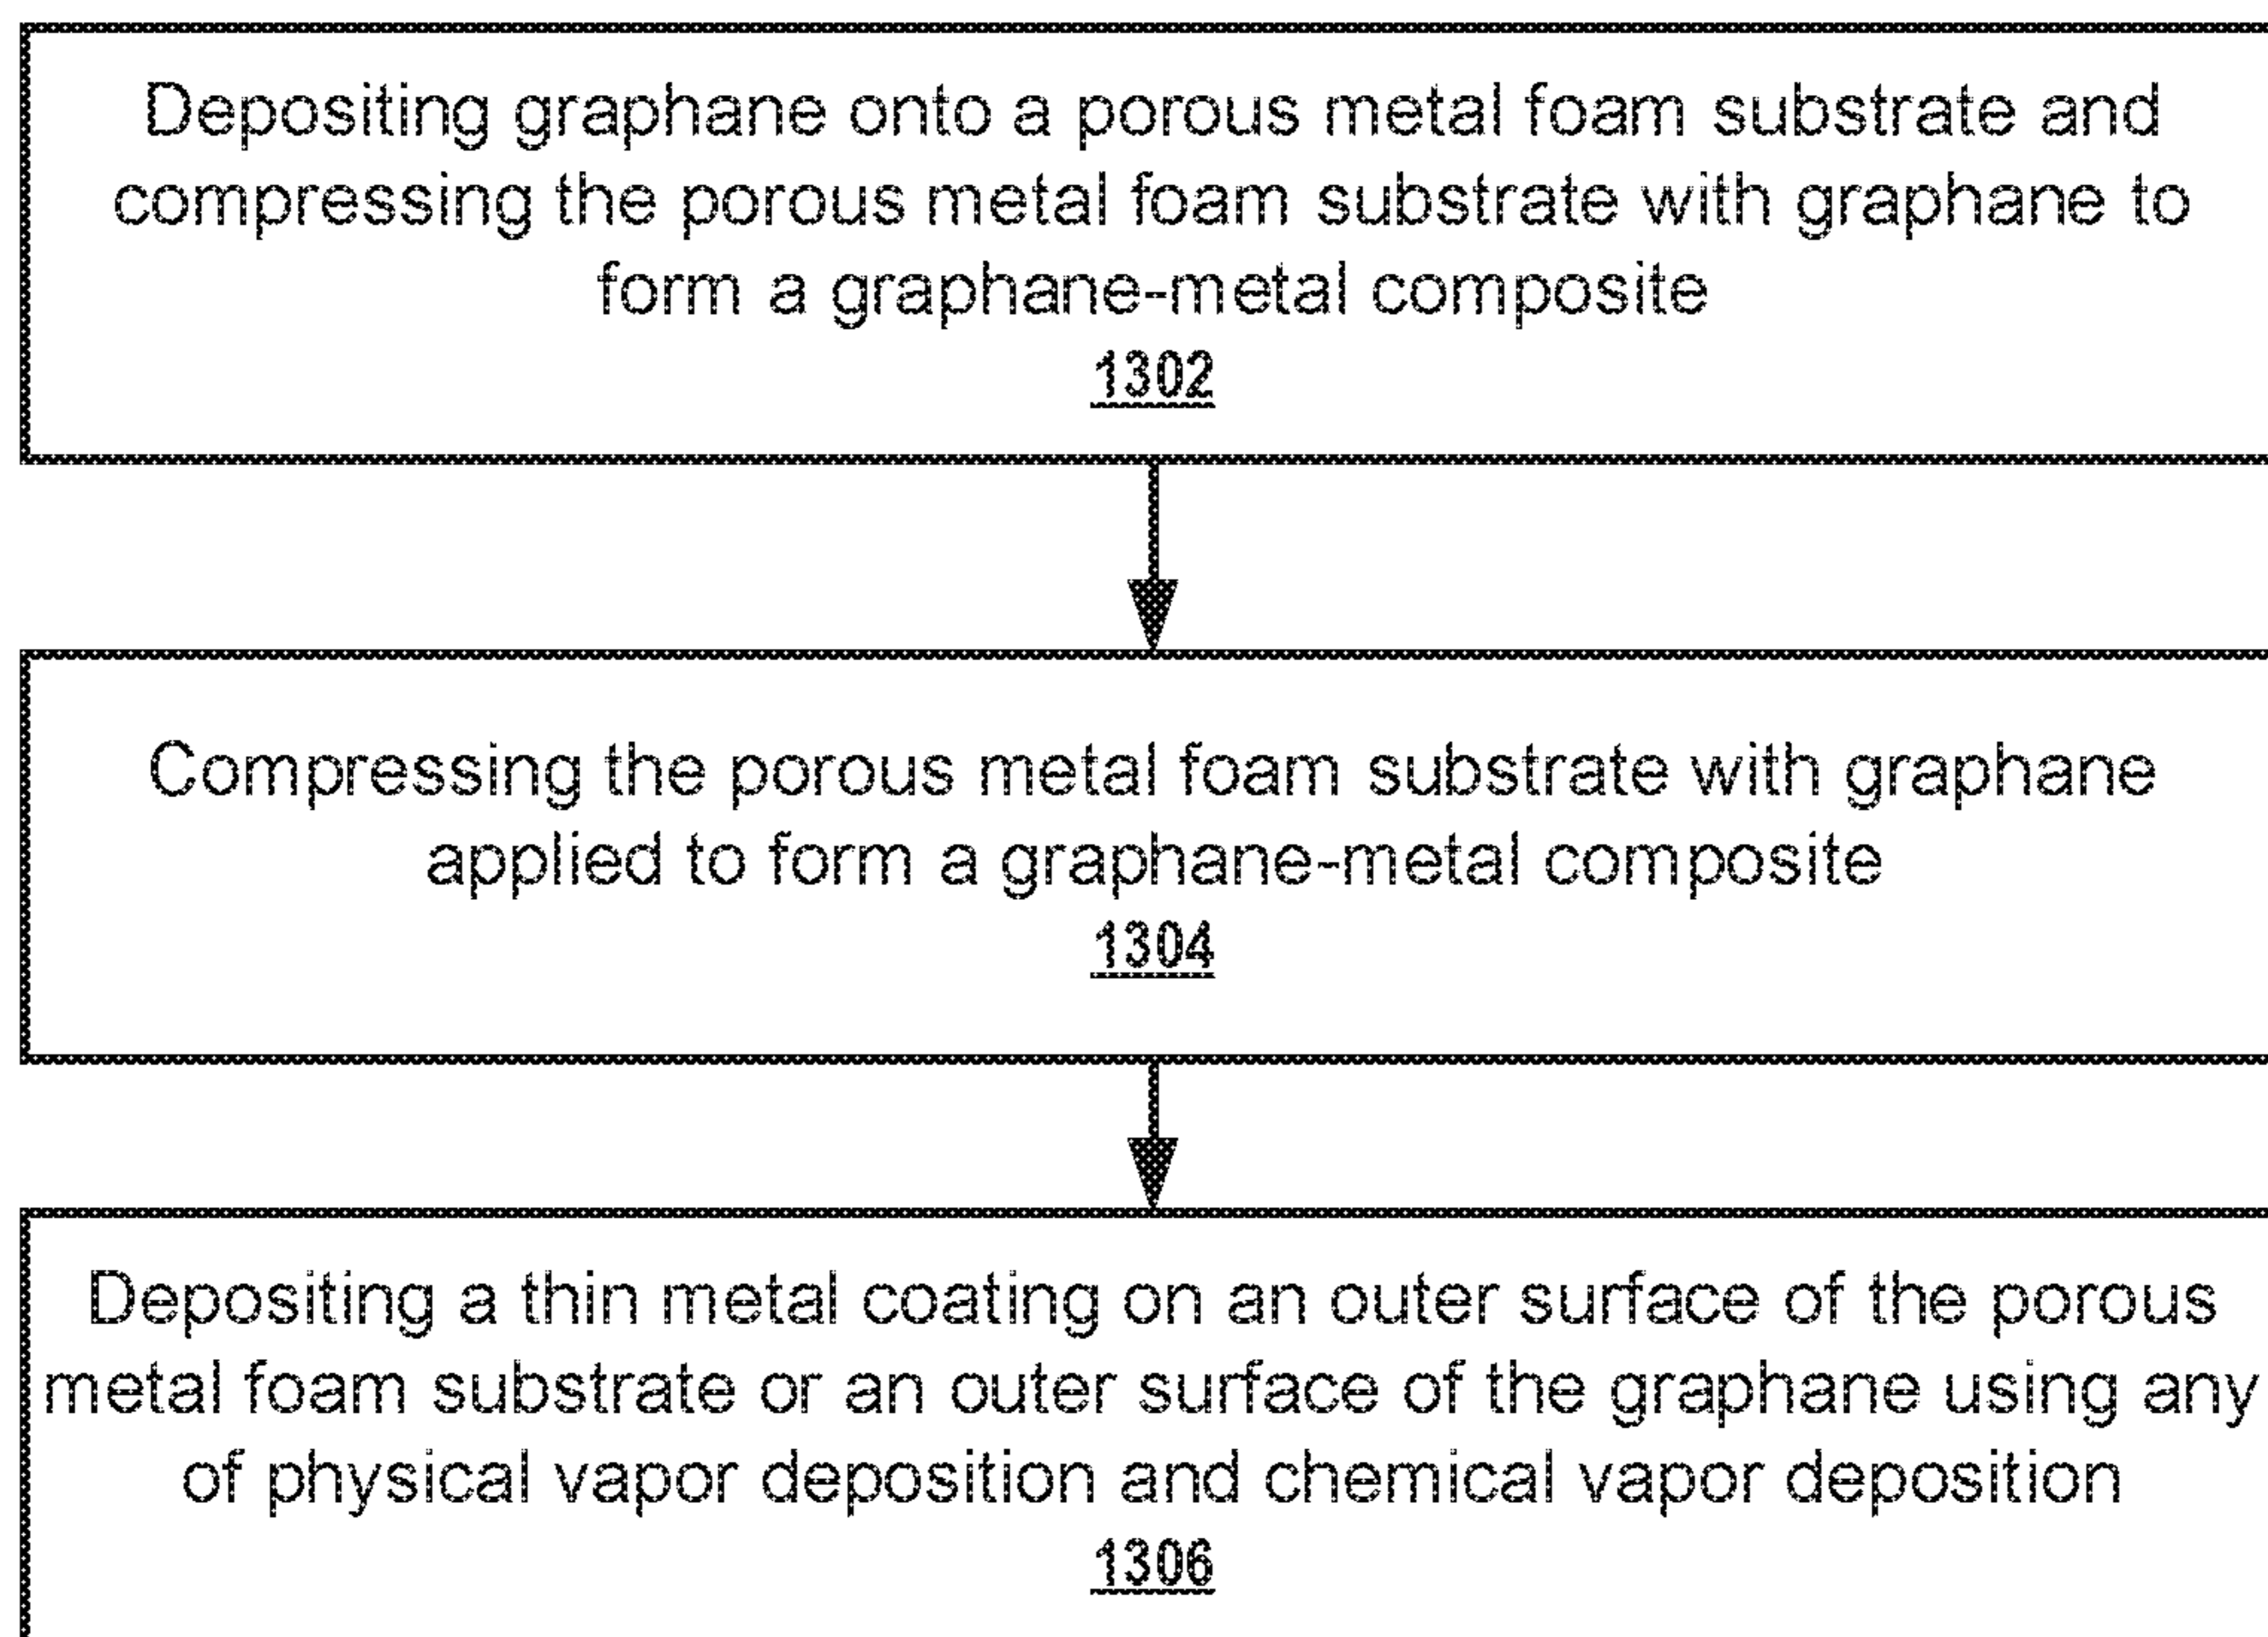 Depositing graphane onto a porous metal foam substrate and
compressing the porous metal foam substrate with graphane to
form a graphane-metal composite
1302
Compressing the porous metal foam substrate with graphane
applied to form a graphane-metal composite
1304
Depositing a thin metal coating on an outer surface of the porous
metal foam substrate or an outer surface of the graphane using any
of physical vapor deposition and chemical vapor deposition
1306